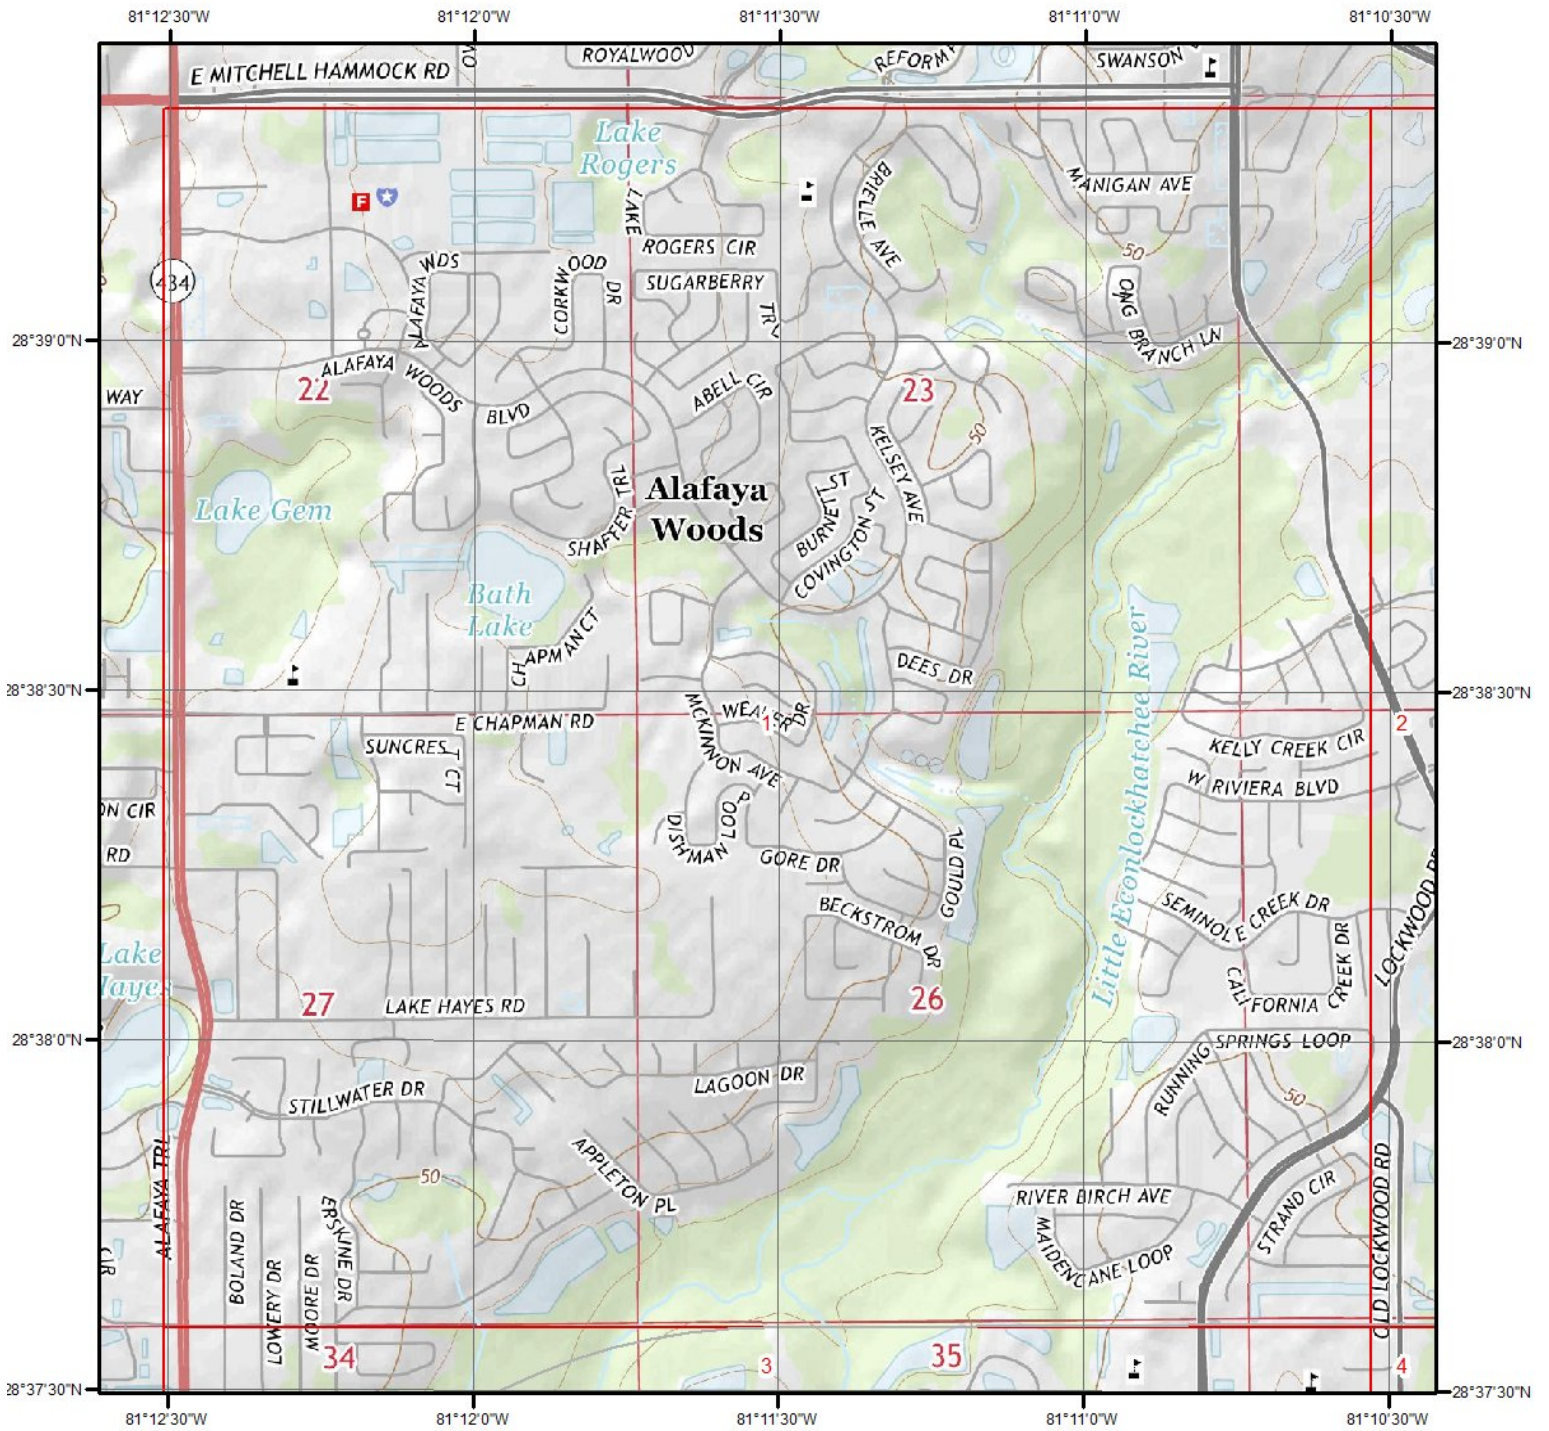 81°12'30"W 81°12'0"W 81°11'30"W 81°11'0"W 81°10'30"W
E MITCHELL HAMMOCK RD
ROYALWOOD
SWANSON
Lake
Rogers
MANIGAN AVE
F
BRIELLE AVE
LAKE
ROGERS CIR
50
ALAFAYA WDS
CORKWOOD
DR
SUGARBERRY
TRL
434
ONG BRANCH LN
28°39'0"N
28°39'0"N
ALAFAYA WOODS
BLVD
ABELL CIR
22
23
WAY
KELSEY AVE
50
SHAFFER TRL
Alafaya
Woods
BURNETT ST
COVINGTON ST
Lake Gem
Bath
Lake
CHAPMAN CT
DEES DR
Little Econlockhatchee River
28°38'30"N
28°38'30"N
E CHAPMAN RD
MCKINNON AVE
WEAVER DR
1
2
SUNCREST CT
KELLY CREEK CIR
W RIVIERA BLVD
ON CIR
RD
DISHMAN LOOP
GORE DR
GOULD PL
BECKSTROM DR
SEMINOLE CREEK DR
LOCKWOOD
CALIFORNIA CREEK DR
Lake
Hayes
27
LAKE HAYES RD
26
28°38'0"N
28°38'0"N
RUNNING SPRINGS LOOP
LAGOON DR
STILLWATER DR
50
ALAFAYA TRL
APPLETON PL
50
RIVER BIRCH AVE
MAIDENCANE LOOP
STRAND CIR
OLD LOCKWOOD RD
BOLAND DR
LOWERY DR
MOORE DR
ERSKINE DR
34
3
35
4
28°37'30"N
28°37'30"N
81°12'30"W 81°12'0"W 81°11'30"W 81°11'0"W 81°10'30"W